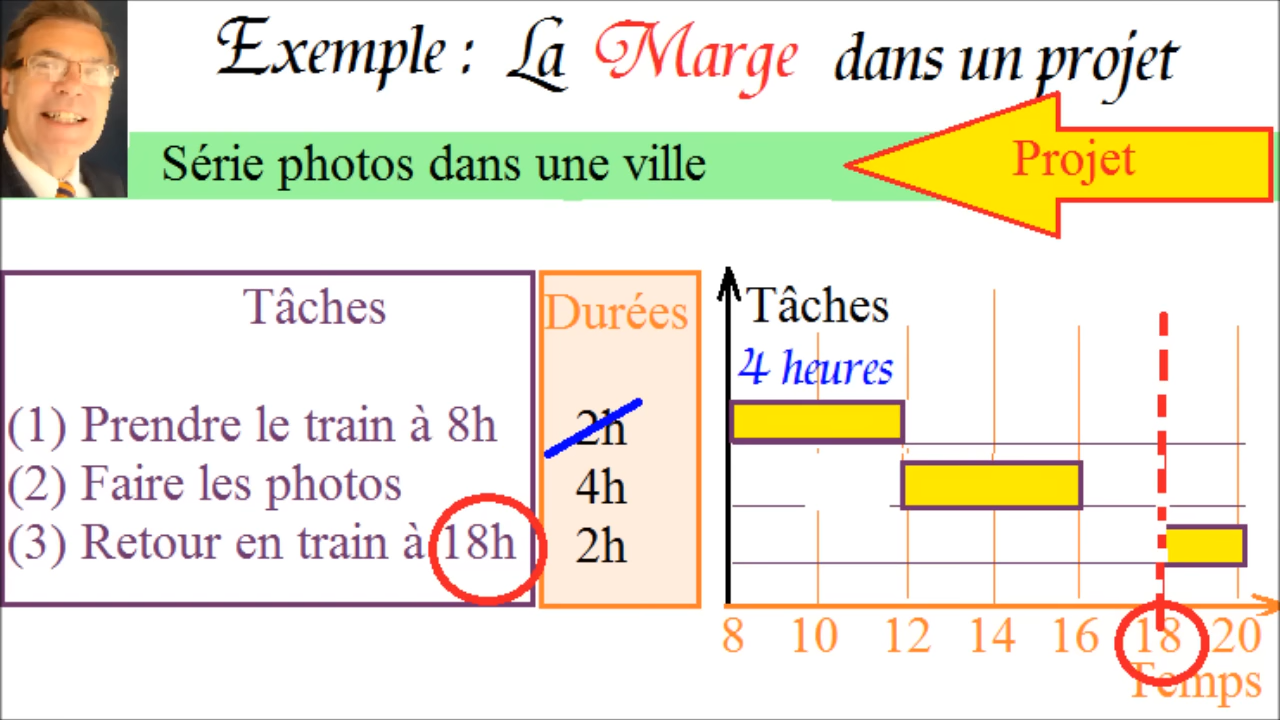 Exemple : La Marge dans un projet
Série photos dans une ville
Projet
Tâches
(1) Prendre le train à 8h
(2) Faire les photos
(3) Retour en train à 18h
Durées
2h
4h
2h
Tâches
4 heures
8 10 12 14 16 18 20
Temps